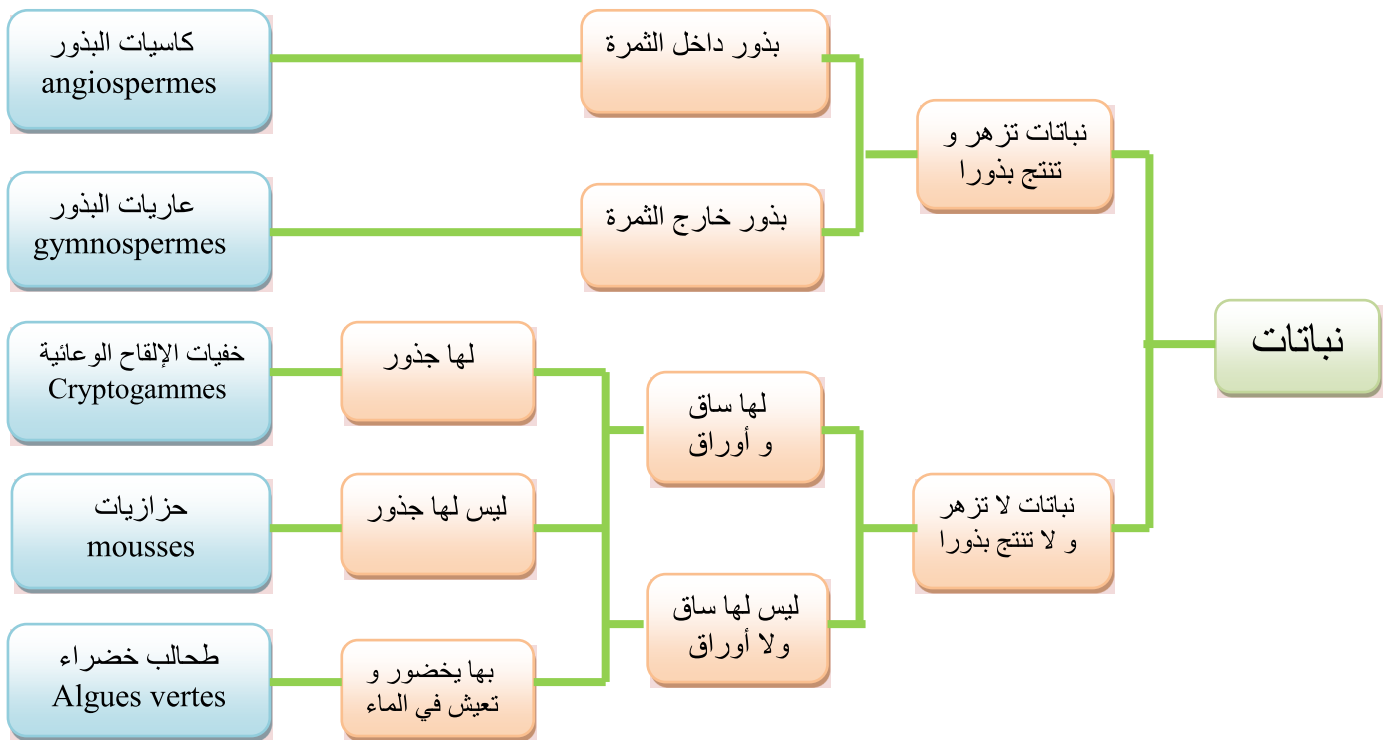 نباتات
نباتات تزهر و
تنتج بذورا
بذور داخل الثمرة
كاسيات البذور
angiospermes
بذور خارج الثمرة
عاريات البذور
gymnospermes
نباتات لا تزهر
و لا تنتج بذورا
لها ساق
و أوراق
لها جذور
خفيات الإلقاح الوعائية
Cryptogammes
ليس لها جذور
حزازيات
mousses
ليس لها ساق
ولا أوراق
بها يخضور و
تعيش في الماء
طحالب خضراء
Algues vertes